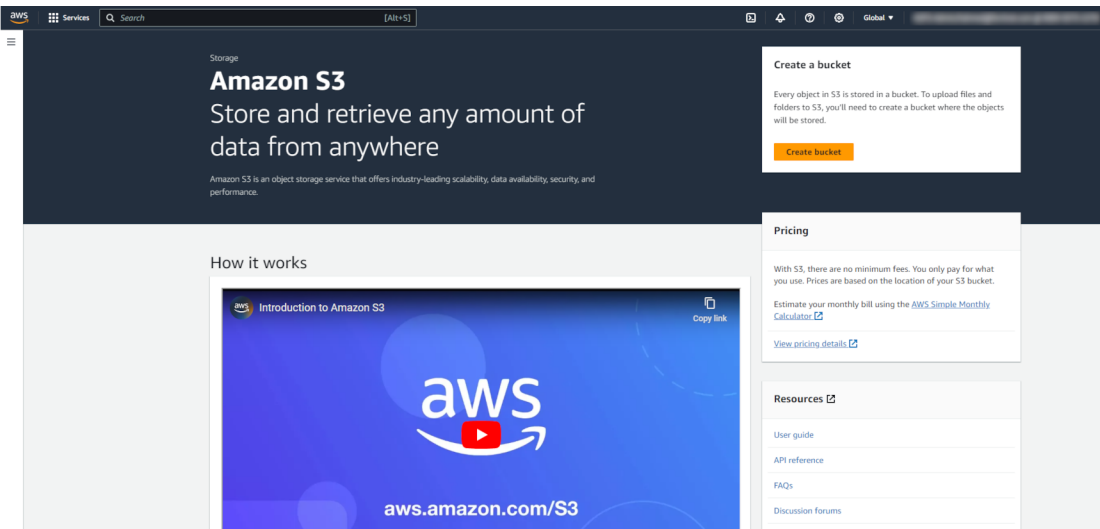 aws
Services
Search
[Alt+S]
Global
Storage
Amazon S3
Store and retrieve any amount of
data from anywhere
Amazon S3 is an object storage service that offers industry-leading scalability, data availability, security, and
performance.
Create a bucket
Every object in S3 is stored in a bucket. To upload files and
folders to S3, you'll need to create a bucket where the objects
will be stored.
Create bucket
Pricing
With S3, there are no minimum fees. You only pay for what
you use. Prices are based on the location of your S3 bucket.
Estimate your monthly bill using the AWS Simple Monthly
Calculator
View pricing details
How it works
aws
Introduction to Amazon S3
Copy link
aws
aws.amazon.com/S3
Resources
User guide
API reference
FAQs
Discussion forums